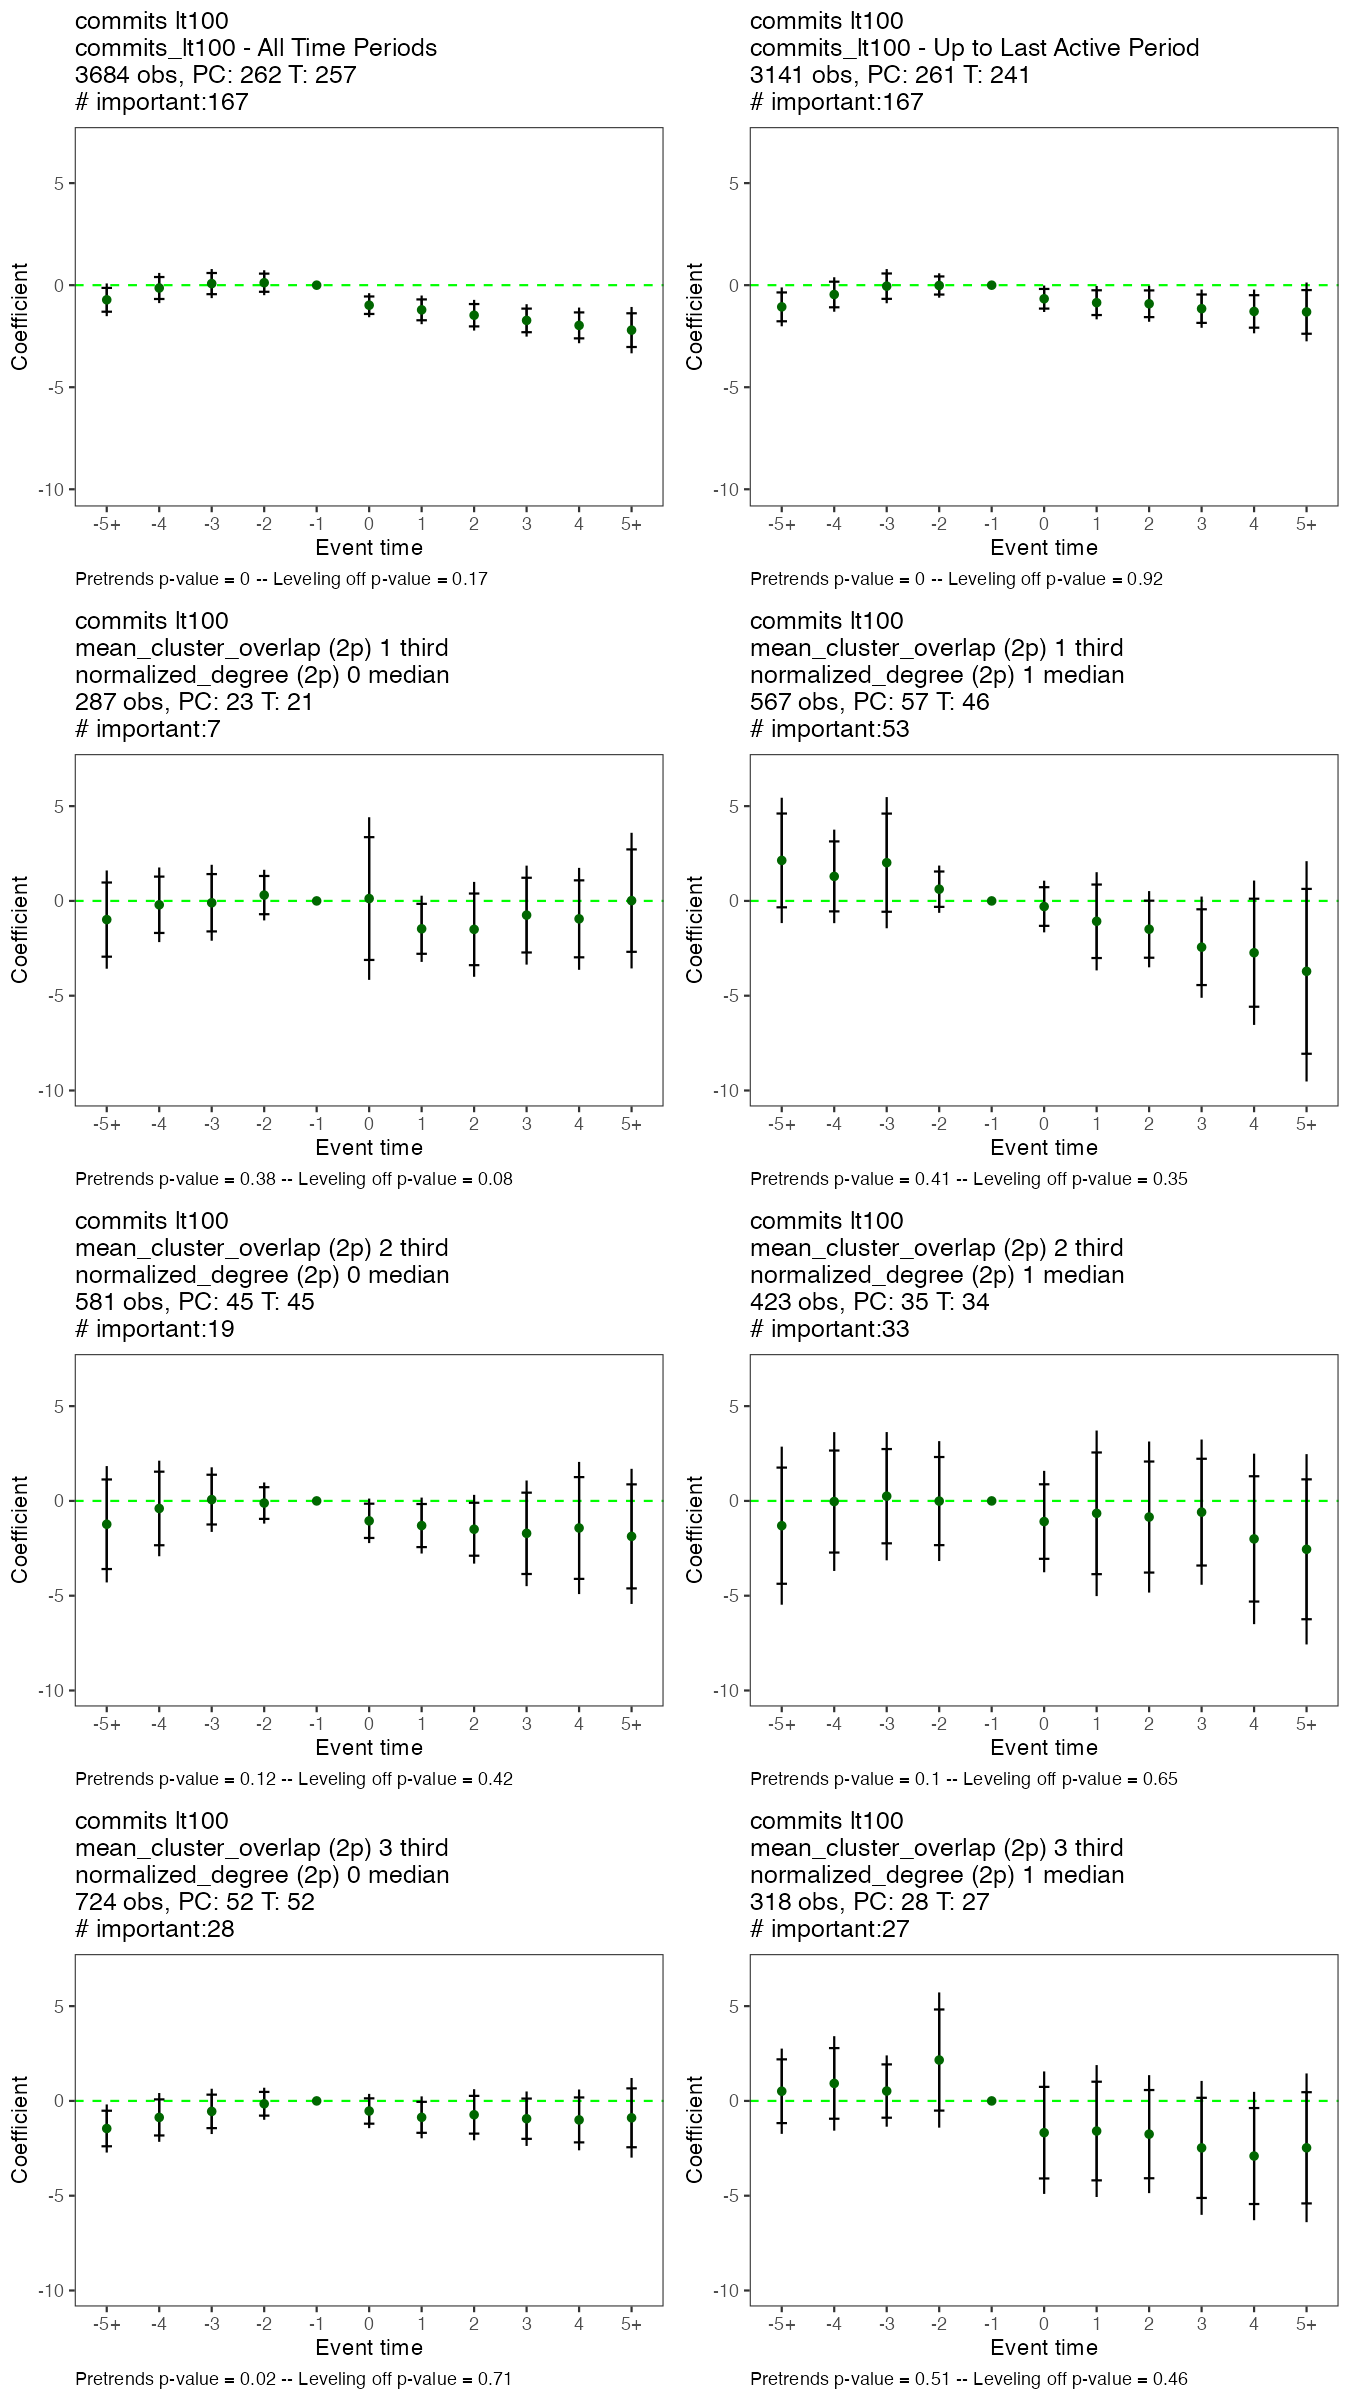 commits lt100
commits_lt100 - All Time Periods
3684 obs, PC: 262 T: 257
# important:167
5
0
-5
-10
Coefficient
-5+ -4 -3 -2 -1 0 1 2 3 4 5+
Event time
Pretrends p-value = 0 -- Leveling off p-value = 0.17
commits lt100
commits_lt100 - Up to Last Active Period
3141 obs, PC: 261 T: 241
# important:167
5
0
-5
-10
Coefficient
-5+ -4 -3 -2 -1 0 1 2 3 4 5+
Event time
Pretrends p-value = 0 -- Leveling off p-value = 0.92
commits lt100
mean_cluster_overlap (2p) 1 third
normalized_degree (2p) 0 median
287 obs, PC: 23 T: 21
# important:7
5
0
-5
-10
Coefficient
-5+ -4 -3 -2 -1 0 1 2 3 4 5+
Event time
Pretrends p-value = 0.38 -- Leveling off p-value = 0.08
commits lt100
mean_cluster_overlap (2p) 1 third
normalized_degree (2p) 1 median
567 obs, PC: 57 T: 46
# important:53
5
0
-5
-10
Coefficient
-5+ -4 -3 -2 -1 0 1 2 3 4 5+
Event time
Pretrends p-value = 0.41 -- Leveling off p-value = 0.35
commits lt100
mean_cluster_overlap (2p) 2 third
normalized_degree (2p) 0 median
581 obs, PC: 45 T: 45
# important:19
5
0
-5
-10
Coefficient
-5+ -4 -3 -2 -1 0 1 2 3 4 5+
Event time
Pretrends p-value = 0.12 -- Leveling off p-value = 0.42
commits lt100
mean_cluster_overlap (2p) 2 third
normalized_degree (2p) 1 median
423 obs, PC: 35 T: 34
# important:33
5
0
-5
-10
Coefficient
-5+ -4 -3 -2 -1 0 1 2 3 4 5+
Event time
Pretrends p-value = 0.1 -- Leveling off p-value = 0.65
commits lt100
mean_cluster_overlap (2p) 3 third
normalized_degree (2p) 0 median
724 obs, PC: 52 T: 52
# important:28
5
0
-5
-10
Coefficient
-5+ -4 -3 -2 -1 0 1 2 3 4 5+
Event time
Pretrends p-value = 0.02 -- Leveling off p-value = 0.71
commits lt100
mean_cluster_overlap (2p) 3 third
normalized_degree (2p) 1 median
318 obs, PC: 28 T: 27
# important:27
5
0
-5
-10
Coefficient
-5+ -4 -3 -2 -1 0 1 2 3 4 5+
Event time
Pretrends p-value = 0.51 -- Leveling off p-value = 0.46